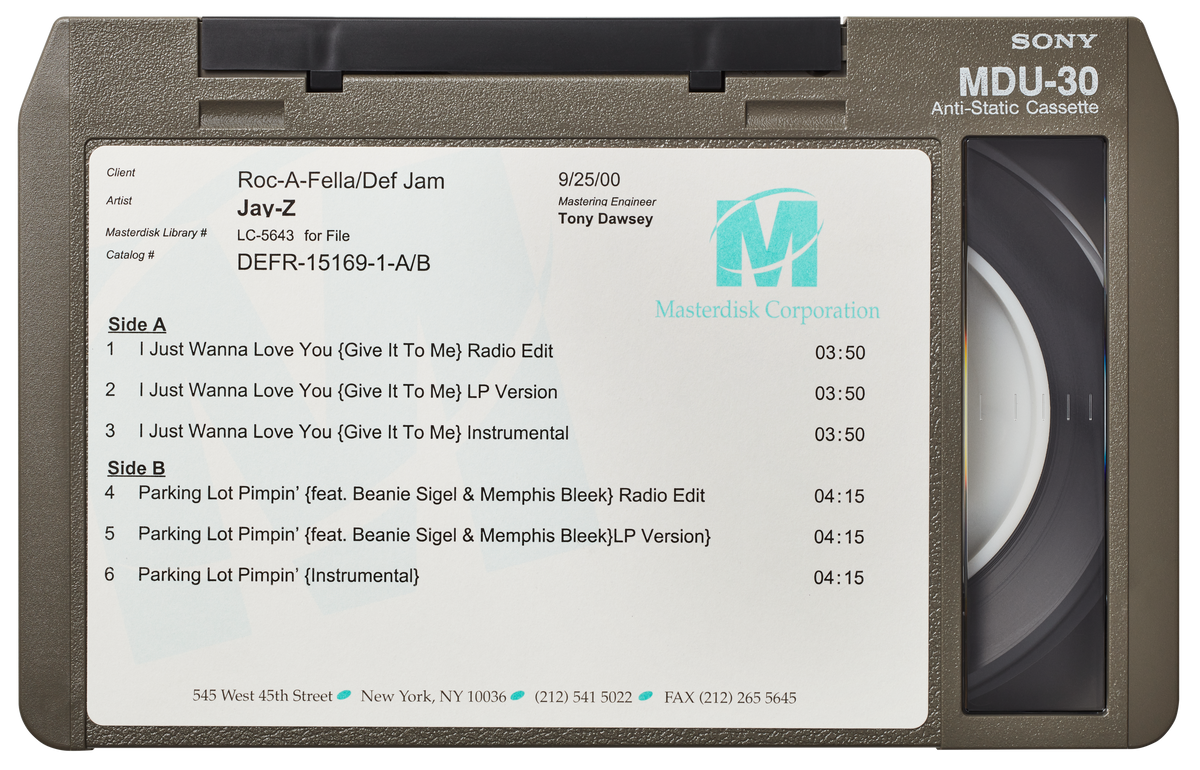 SONY
MDU-30
Anti-Static Cassette
Client Roc-A-Fella/Def Jam 9/25/00
Artist Jay-Z Mastering Engineer
Tony Dawsey
Masterdisk Library # LC-5643 for File
Catalog # DEFR-15169-1-A/B
M
Masterdisk Corporation
Side A
1 I Just Wanna Love You {Give It To Me} Radio Edit 03:50
2 I Just Wanna Love You {Give It To Me} LP Version 03:50
3 I Just Wanna Love You {Give It To Me} Instrumental 03:50
Side B
4 Parking Lot Pimpin’ {feat. Beanie Sigel & Memphis Bleek} Radio Edit 04:15
5 Parking Lot Pimpin’ {feat. Beanie Sigel & Memphis Bleek}LP Version} 04:15
6 Parking Lot Pimpin’ {Instrumental} 04:15
545 West 45th Street New York, NY 10036 (212) 541 5022 FAX (212) 265 5645